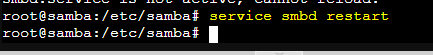 smbd.service is not active, cannot reload.
root@samba:/etc/samba# service smbd restart
root@samba:/etc/samba#